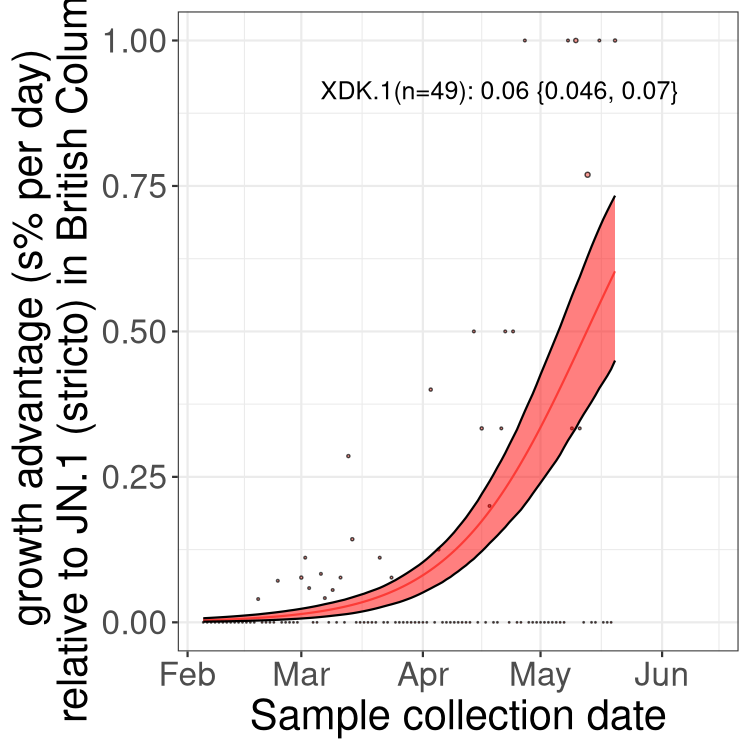 growth advantage (s% per day)
relative to JN.1 (stricto) in British Colum
1.00
0.75
0.50
0.25
0.00
XDK.1(n=49): 0.06 {0.046, 0.07}
Feb Mar Apr May Jun
Sample collection date